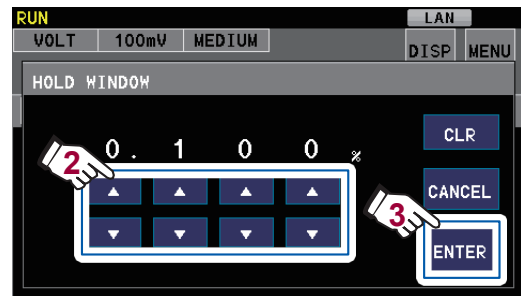 RUN LAN
VOLT 100mV MEDIUM DISP MENU
HOLD WINDOW
CLR
2 0. 1 0 0 %
CANCEL
3
ENTER